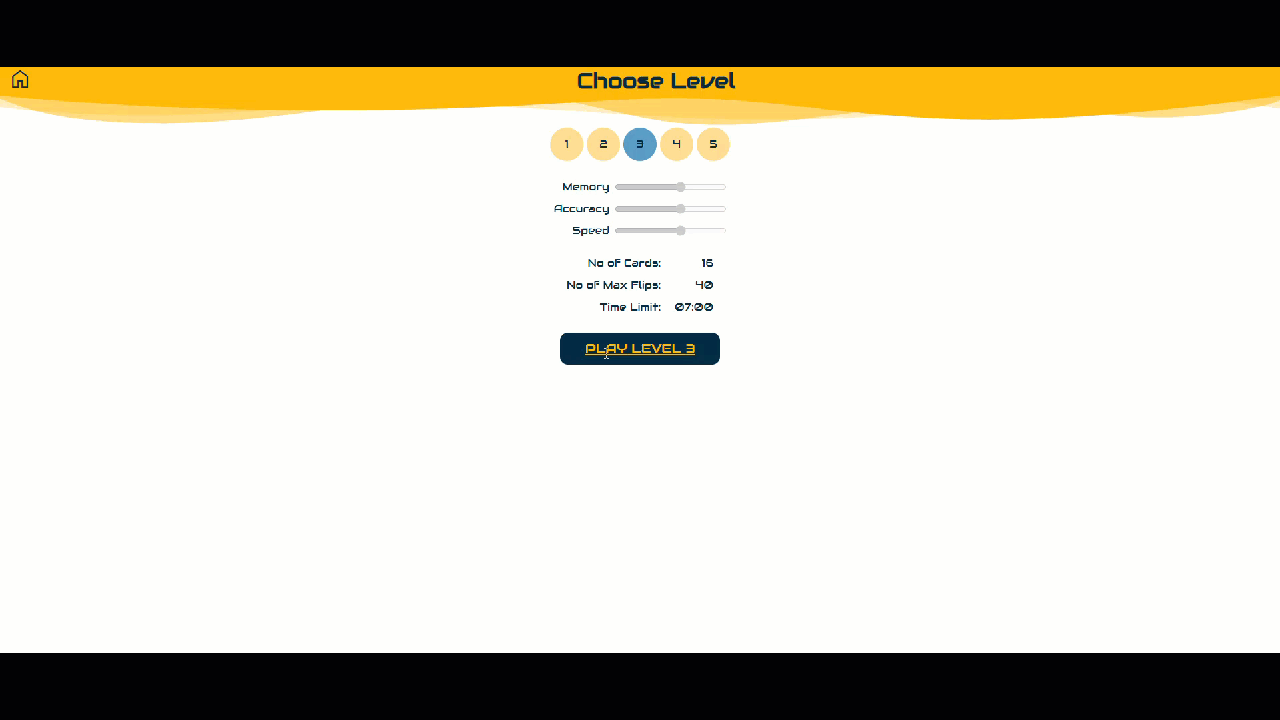 Choose Level
1 2 3 4 5
Memory
Accuracy
Speed
No of Cards: 16
No of Max Flips: 40
Time Limit: 07:00
PLAY LEVEL 3